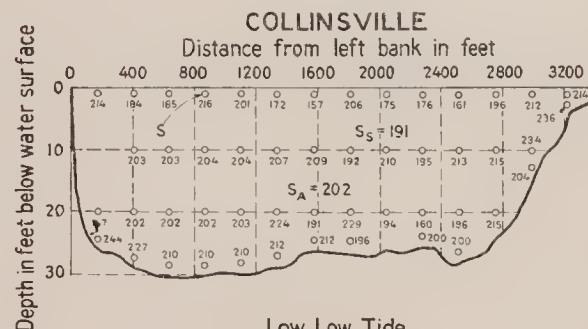 COLLINSVILLE
Distance from left bank in feet
0 400 800 1200 1600 2000 2400 2800 3200
Depth in feet below water surface
0
214 184 185 216 201 172 157 206 175 176 161 196 212 214
236
S
S_S = 191
10
203 203 204 204 207 209 192 210 195 213 215 234
204
S_A = 202
20
202 202 202 203 224 191 229 194 160 196 215
244 227 210 210 210 212 212 196 200 200
30
Low Low Tide